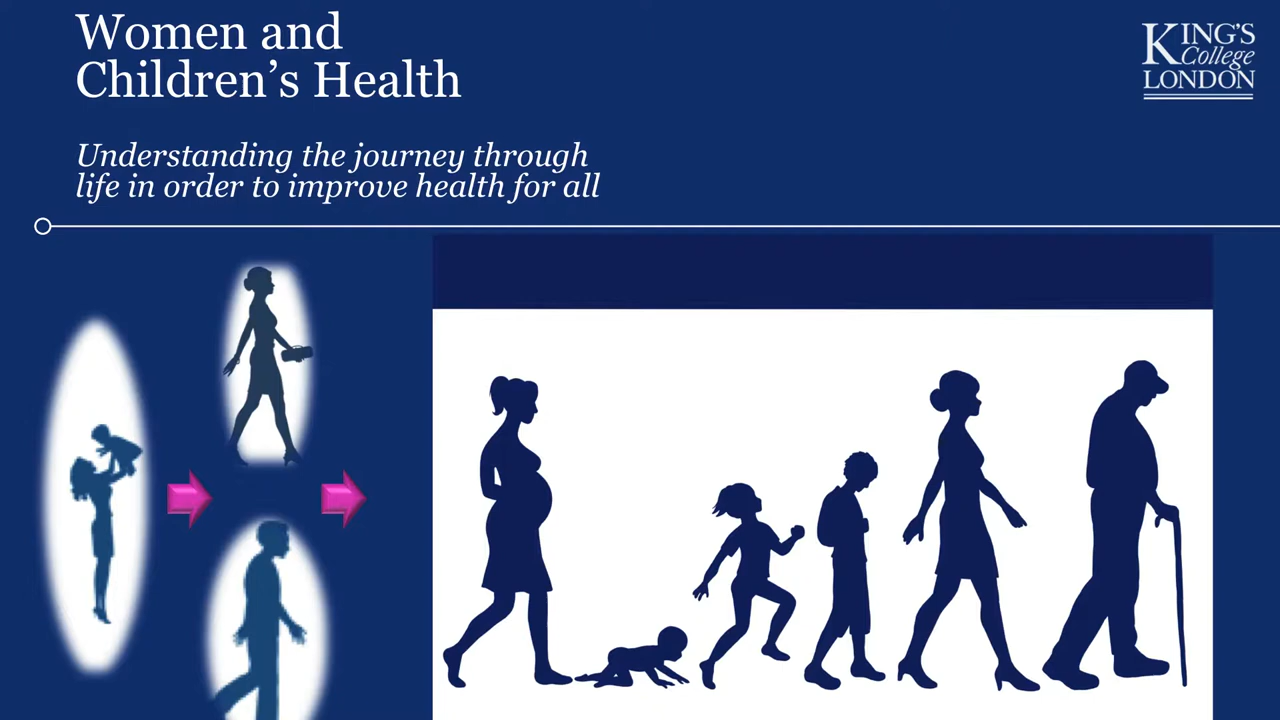 Women and
Children’s Health
KING'S
College
LONDON
Understanding the journey through
life in order to improve health for all